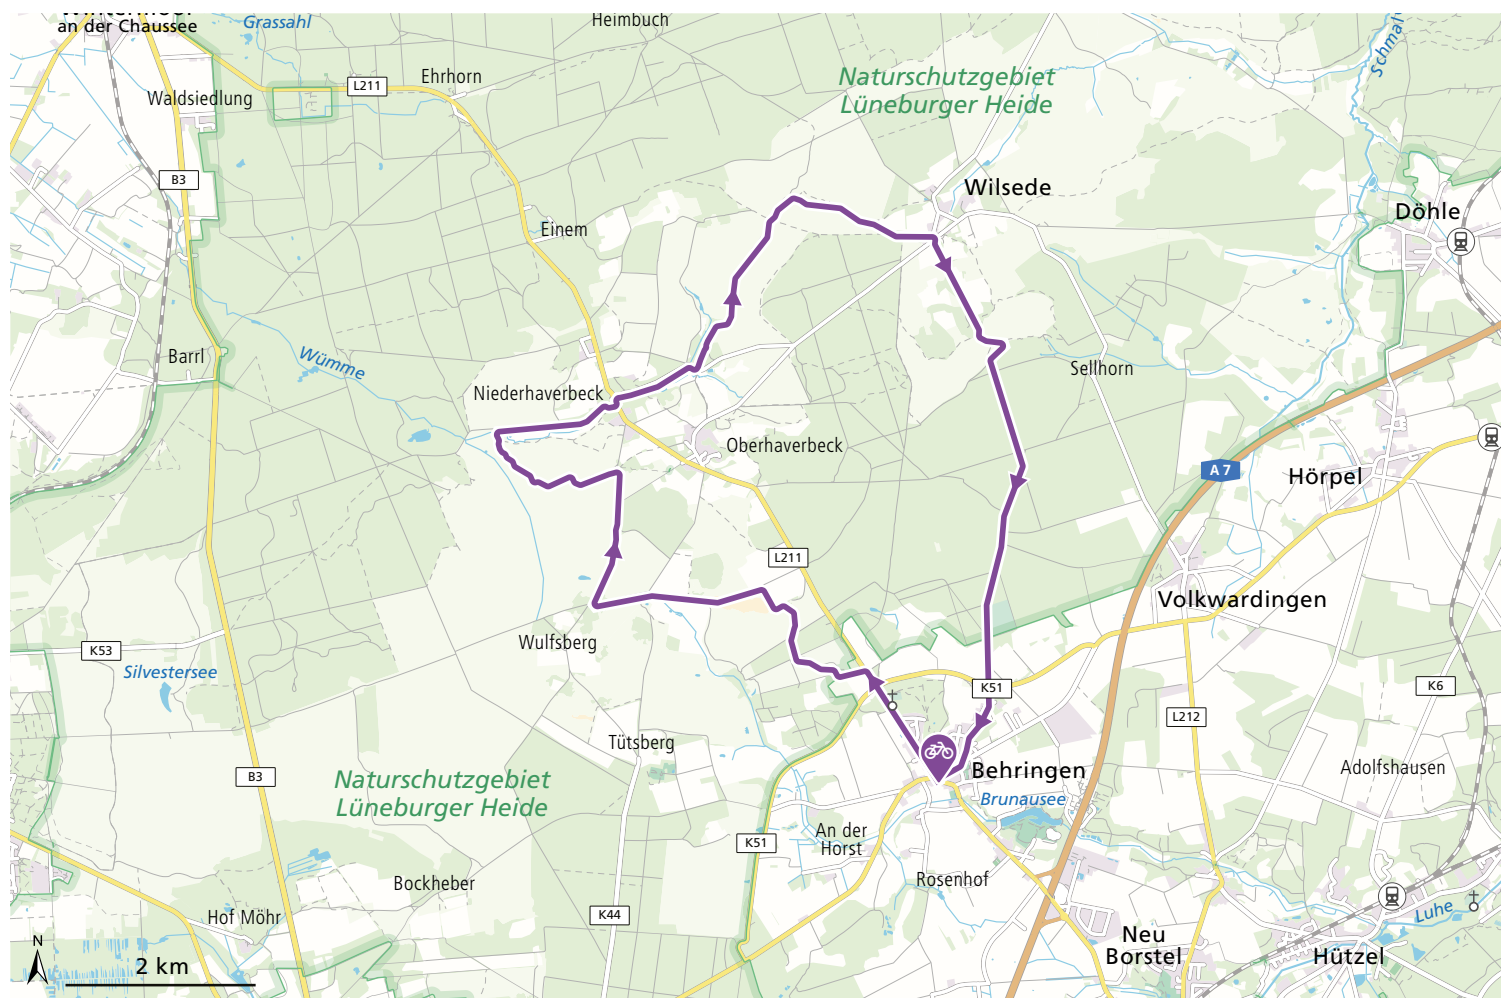 an der Chaussee
Grassahl
Heimbuch
Schmal
Ehrhorn
L211
Waldsiedlung
Naturschutzgebiet
Lüneburger Heide
B3
Wilsede
Döhle
Einem
Barrl
Wümme
Sellhorn
Niederhaverbeck
Oberhaverbeck
A 7
Hörpel
L211
Volkwardingen
Wulfsberg
K53
Silvestersee
K51
K6
L212
Tütsberg
B3
Naturschutzgebiet
Lüneburger Heide
Behringen
Adolfshausen
Brunausee
K51
An der
Horst
Rosenhof
Bockheber
K44
Hof Möhr
Luhe
Neu
Borstel
Hützel
N
2 km